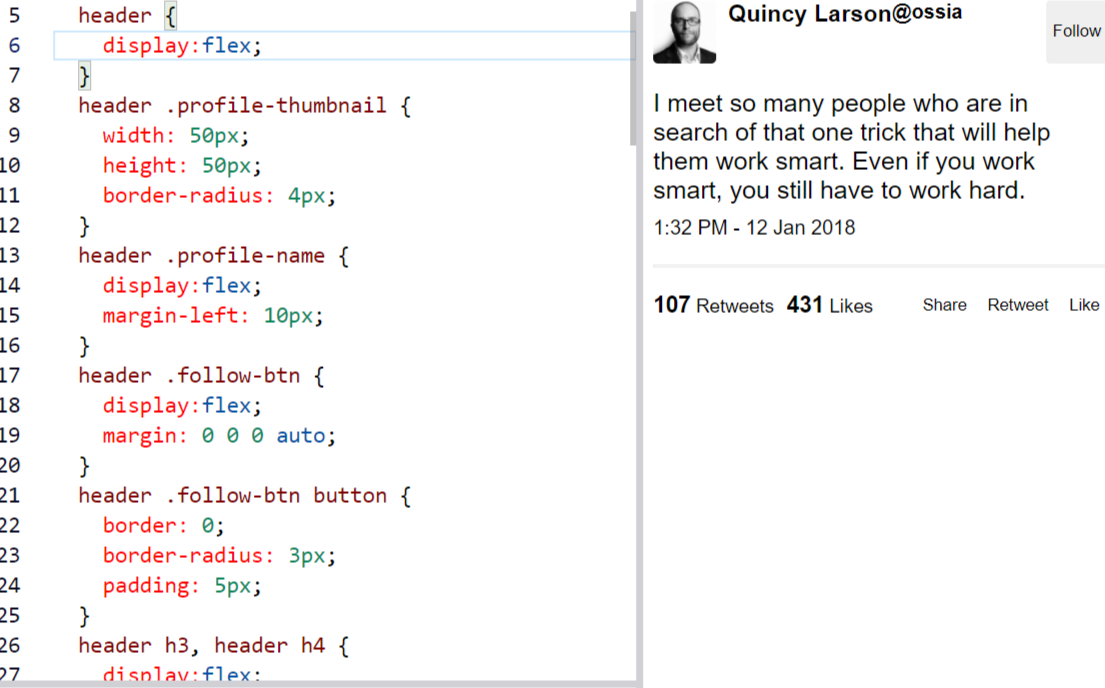 5 header {
6 display:flex;
7 }
8 header .profile-thumbnail {
9 width: 50px;
10 height: 50px;
11 border-radius: 4px;
12 }
13 header .profile-name {
14 display:flex;
15 margin-left: 10px;
16 }
17 header .follow-btn {
18 display:flex;
19 margin: 0 0 0 auto;
20 }
21 header .follow-btn button {
22 border: 0;
23 border-radius: 3px;
24 padding: 5px;
25 }
26 header h3, header h4 {
27 display:flex;
Quincy Larson@ossia
Follow
I meet so many people who are in
search of that one trick that will help
them work smart. Even if you work
smart, you still have to work hard.
1:32 PM - 12 Jan 2018
107 Retweets 431 Likes Share Retweet Like